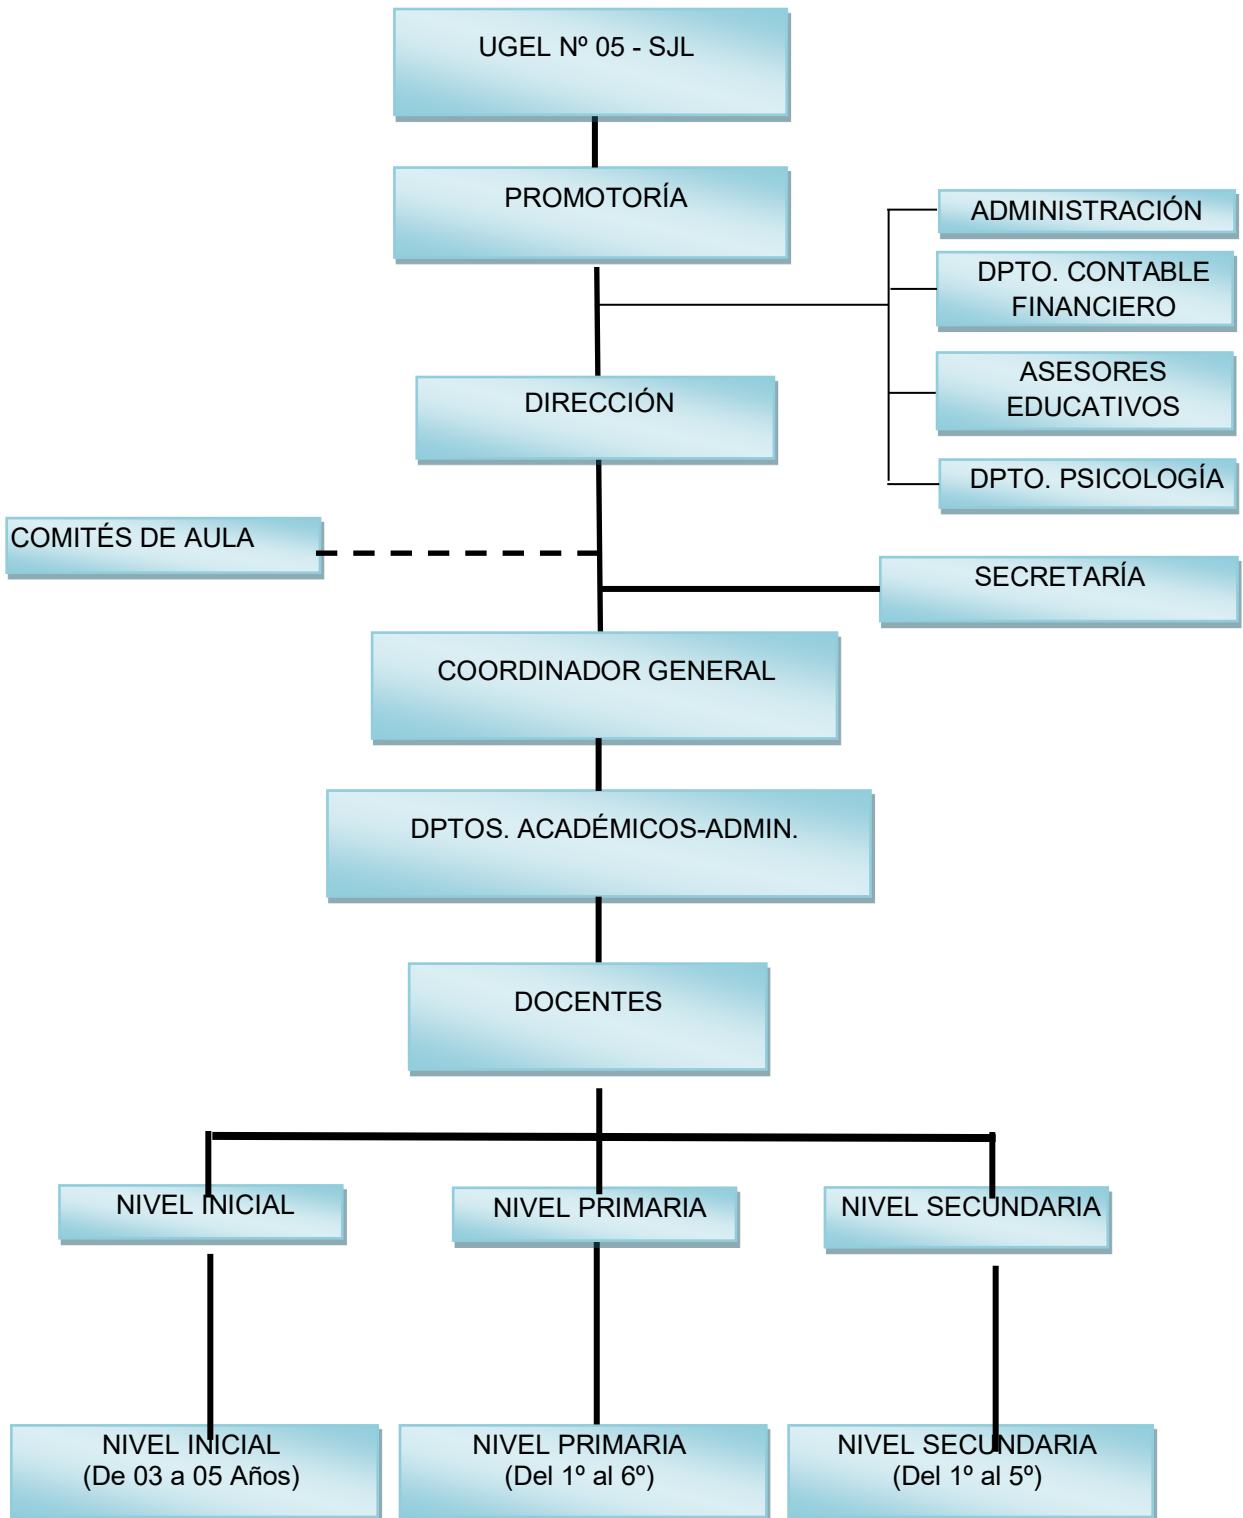 UGEL Nº 05 - SJL
PROMOTORÍA
ADMINISTRACIÓN
DPTO. CONTABLE
FINANCIERO
ASESORES
EDUCATIVOS
DIRECCIÓN
DPTO. PSICOLOGÍA
COMITÉS DE AULA
SECRETARÍA
COORDINADOR GENERAL
DPTOS. ACADÉMICOS-ADMIN.
DOCENTES
NIVEL INICIAL
NIVEL PRIMARIA
NIVEL SECUNDARIA
NIVEL INICIAL
(De 03 a 05 Años)
NIVEL PRIMARIA
(Del 1º al 6º)
NIVEL SECUNDARIA
(Del 1º al 5º)